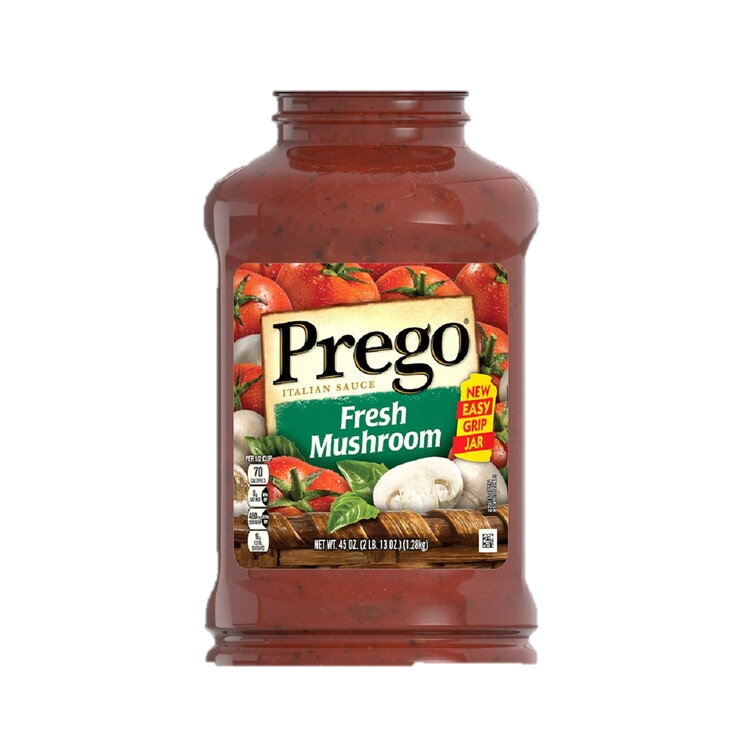 Prego®
ITALIAN SAUCE
Fresh
Mushroom
NEW
EASY
GRIP
JAR
PER 1/2 CUP
70
CALORIES
NET WT. 45 OZ. (2 LB. 13 OZ.) (1.28kg)